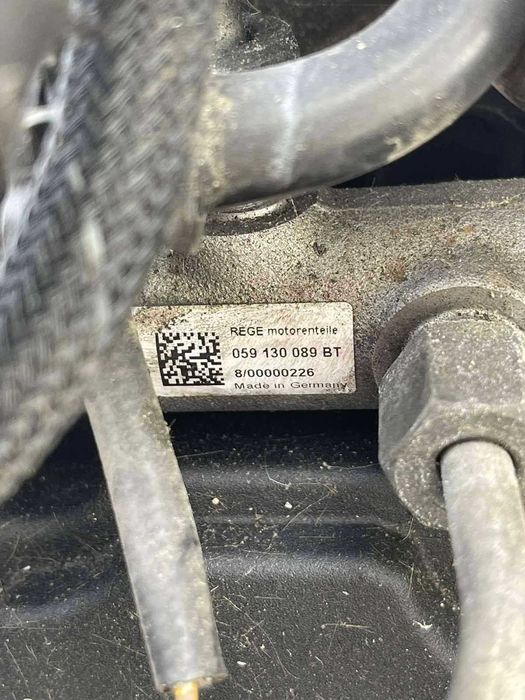 REGE motorenteile
059 130 089 BT
8/00000226
Made in Germany